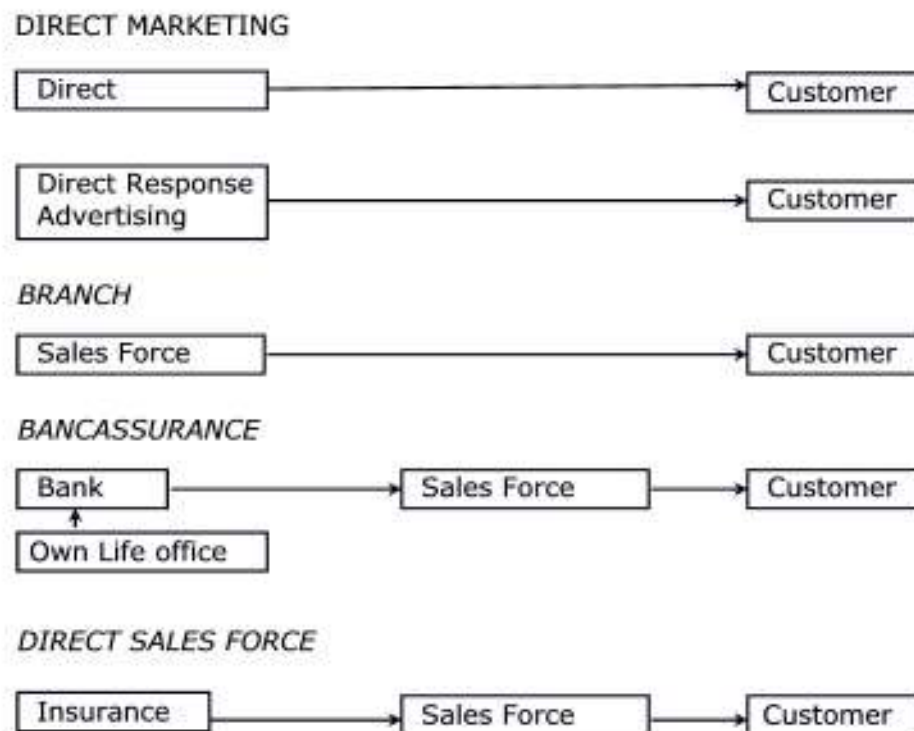 DIRECT MARKETING
Direct
Customer
Direct Response
Advertising
Customer
BRANCH
Sales Force
Customer
BANCASSURANCE
Bank
Sales Force
Customer
Own Life office
DIRECT SALES FORCE
Insurance
Sales Force
Customer